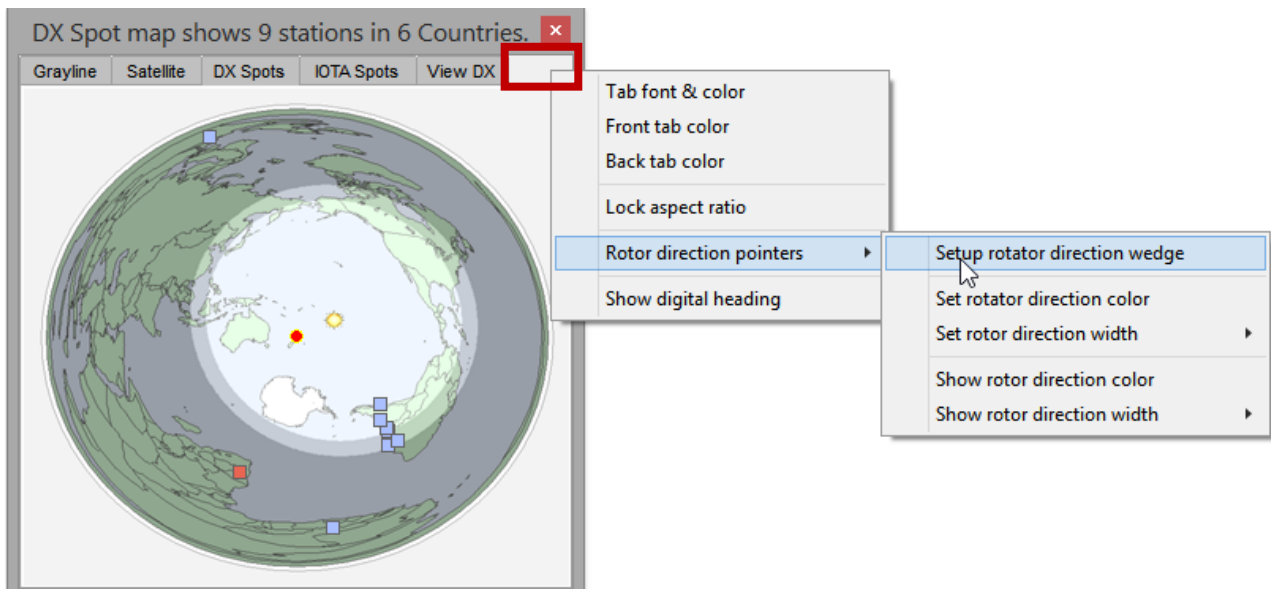 DX Spot map shows 9 stations in 6 Countries.
Grayline Satellite DX Spots IOTA Spots View DX
Tab font & color
Front tab color
Back tab color
Lock aspect ratio
Rotor direction pointers
Show digital heading
Setup rotator direction wedge
Set rotator direction color
Set rotor direction width
Show rotor direction color
Show rotor direction width